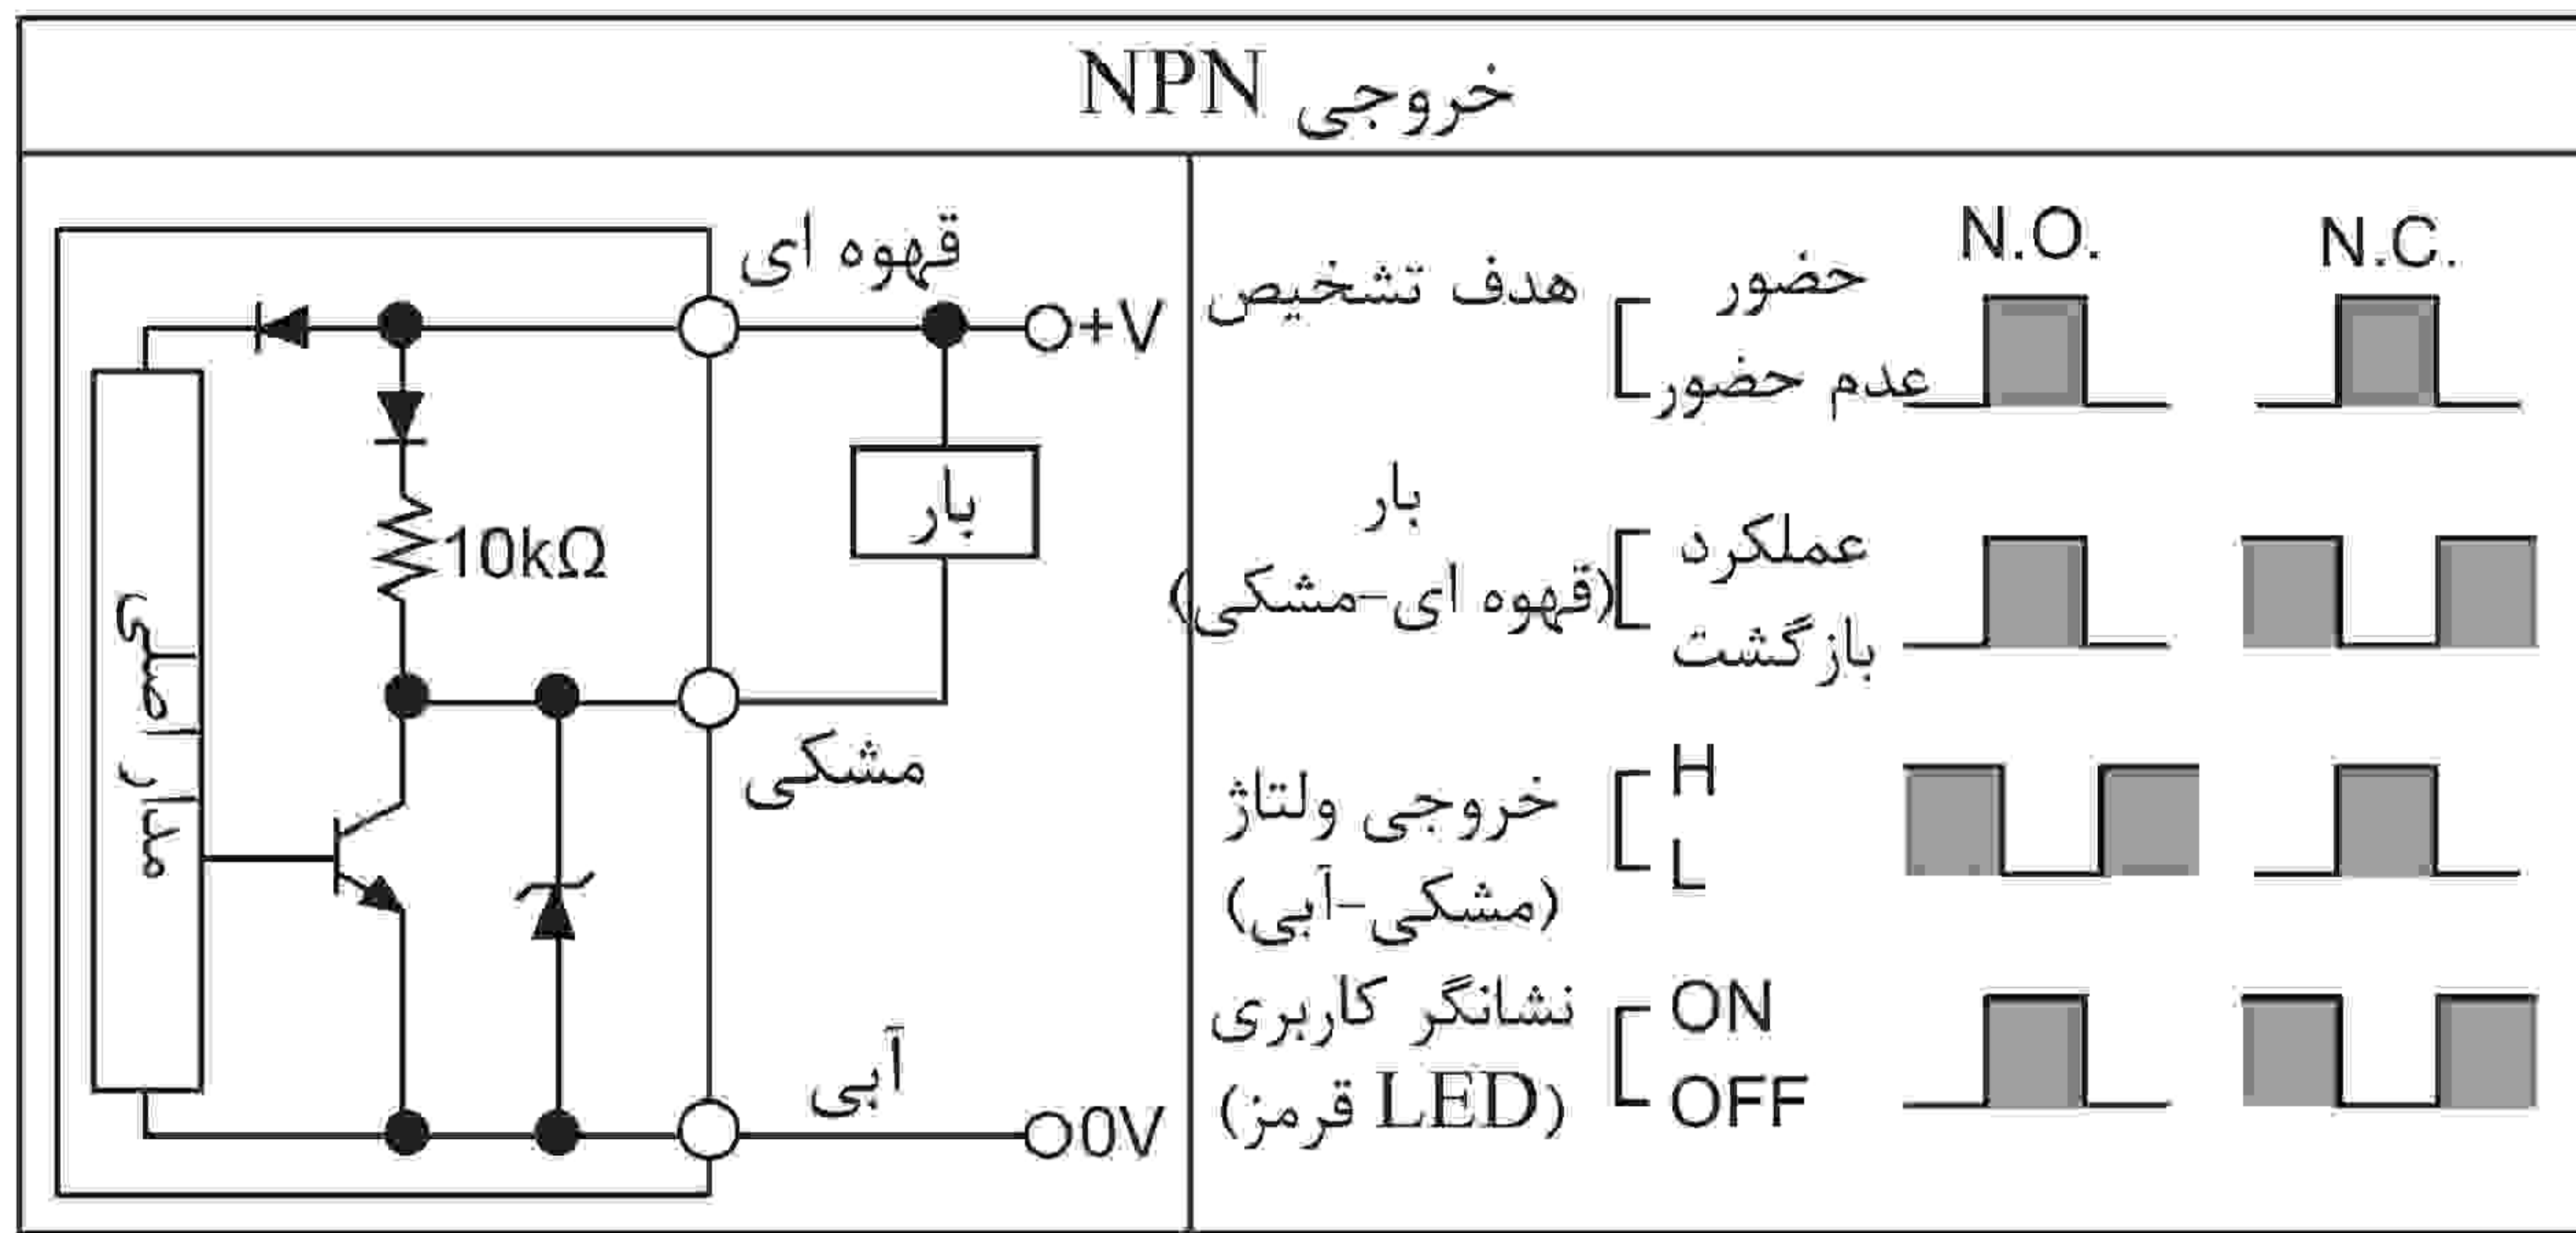 خروجی NPN
قهوه ای
+V
بار
10kΩ
مدار اصلی
مشکی
آبی
0V
N.O.
N.C.
هدف تشخیص
حضور
عدم حضور
بار
(قهوه ای-مشکی)
عملکرد
بازگشت
خروجی ولتاژ
(مشکی-آبی)
H
L
نشانگر کاربری
(LED قرمز)
ON
OFF